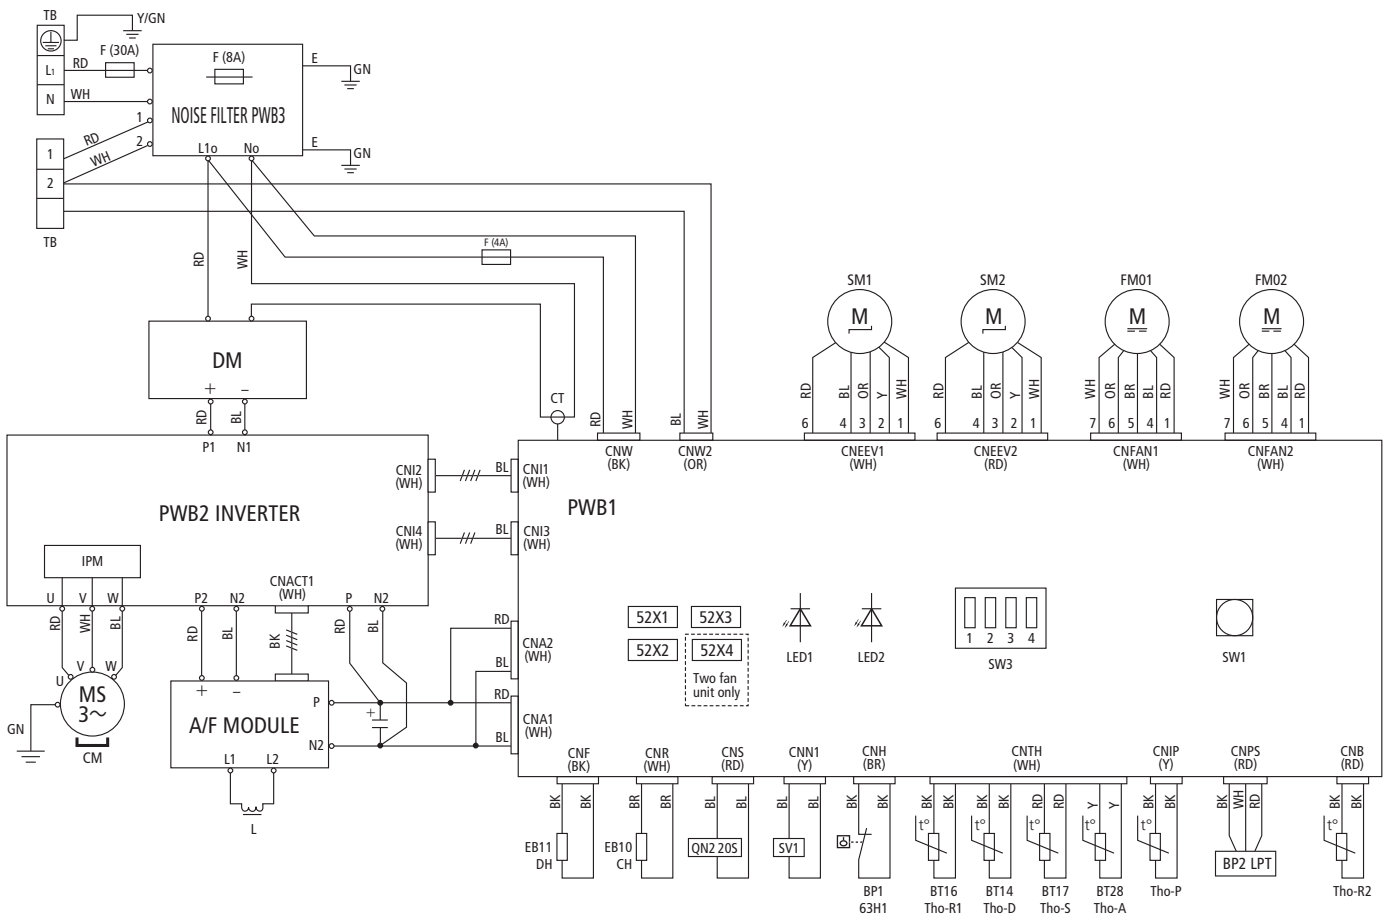 TB
Y/GN
F (30A)
L1
RD
N
WH
F (8A)
NOISE FILTER PWB3
E
GN
E
GN
1
2
L1o
No
1
RD
2
WH
TB
RD
WH
F (4A)
DM
+
−
RD
BL
P1
N1
CT
RD
WH
BL
WH
SM1
M
RD
BL
OR
Y
WH
6
4
3
2
1
SM2
M
RD
BL
OR
Y
WH
6
4
3
2
1
FM01
M
WH
OR
BR
BL
RD
7
6
5
4
1
FM02
M
WH
OR
BR
BL
RD
7
6
5
4
1
CNW
(BK)
CNW2
(OR)
CNEEV1
(WH)
CNEEV2
(RD)
CNFAN1
(WH)
CNFAN2
(WH)
PWB2 INVERTER
CNI2
(WH)
BL
CNI1
(WH)
CNI4
(WH)
BL
CNI3
(WH)
PWB1
IPM
U
V
W
P2
N2
CNACT1
(WH)
P
N2
RD
WH
BL
RD
BL
BK
RD
BL
U
V
W
MS
3~
CM
GN
+
−
A/F MODULE
P
N2
L1
L2
L
+
RD
BL
CNA2
(WH)
RD
BL
CNA1
(WH)
52X1
52X3
52X2
52X4
Two fan
unit only
LED1
LED2
1
2
3
4
SW3
SW1
CNF
(BK)
CNR
(WH)
CNS
(RD)
CNN1
(Y)
CNH
(BR)
CNTH
(WH)
CNIP
(Y)
CNPS
(RD)
CNB
(RD)
BK
BK
BR
BR
BL
BL
BL
BL
BK
BK
BK
BK
BK
BK
RD
RD
Y
Y
BK
BK
BK
WH
RD
BK
BK
EB11
DH
EB10
CH
QN2 20S
SV1
BP1
63H1
t°
BT16
Tho-R1
t°
BT14
Tho-D
t°
BT17
Tho-S
t°
BT28
Tho-A
t°
Tho-P
BP2 LPT
t°
Tho-R2